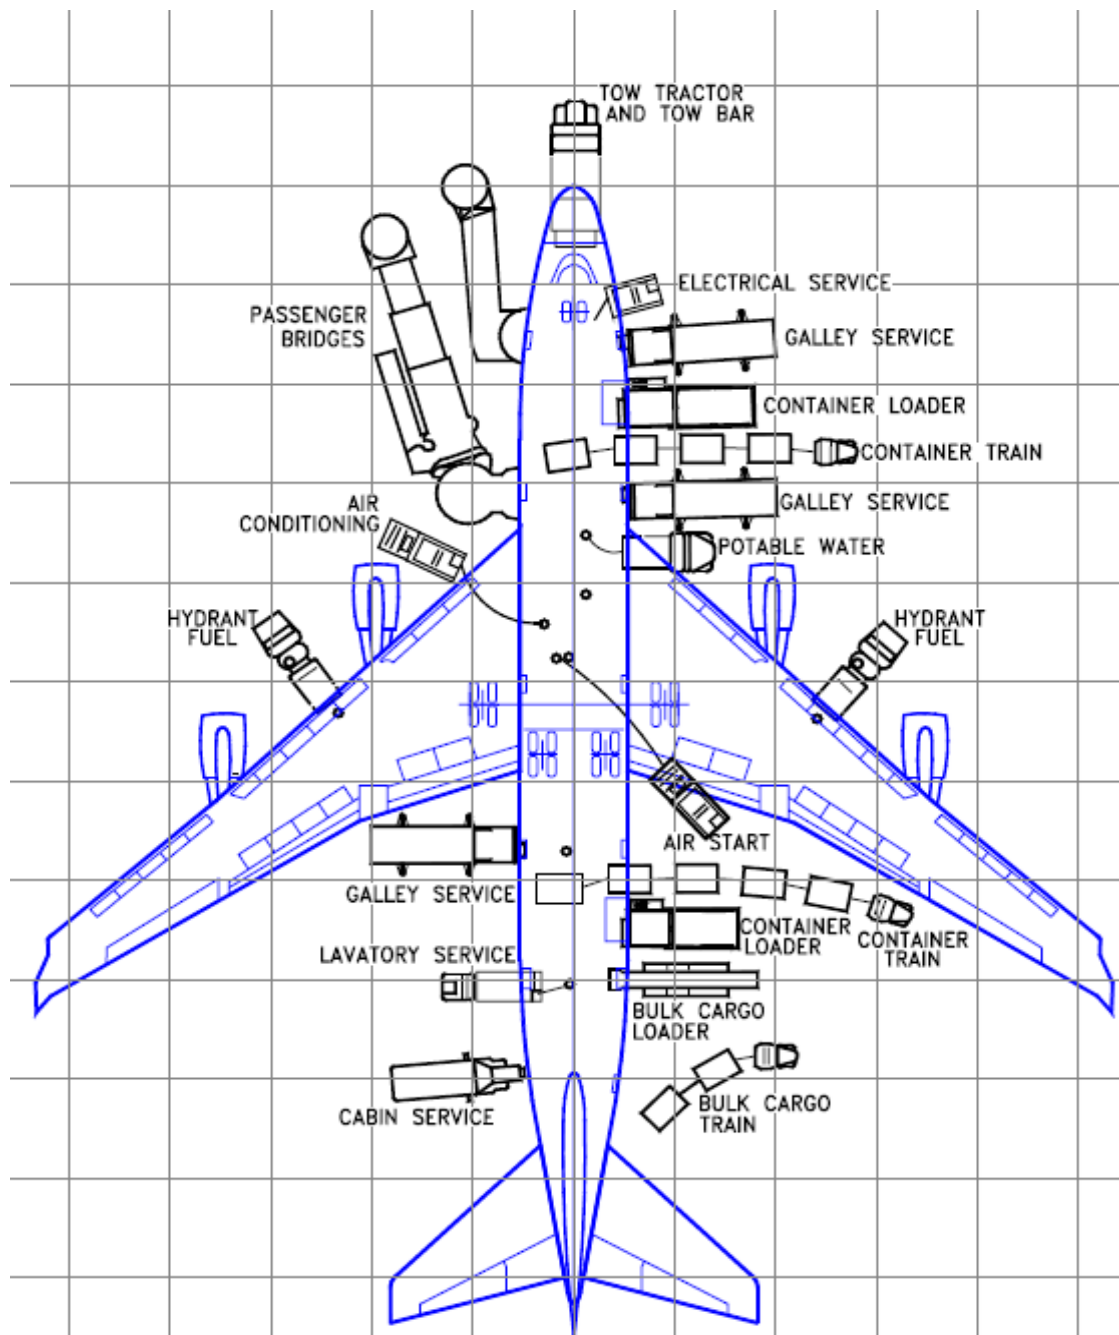 TOW TRACTOR
AND TOW BAR
ELECTRICAL SERVICE
PASSENGER
BRIDGES
GALLEY SERVICE
CONTAINER LOADER
CONTAINER TRAIN
AIR
CONDITIONING
GALLEY SERVICE
POTABLE WATER
HYDRANT
FUEL
HYDRANT
FUEL
AIR START
GALLEY SERVICE
CONTAINER
LOADER
CONTAINER
TRAIN
LAVATORY SERVICE
BULK CARGO
LOADER
CABIN SERVICE
BULK CARGO
TRAIN